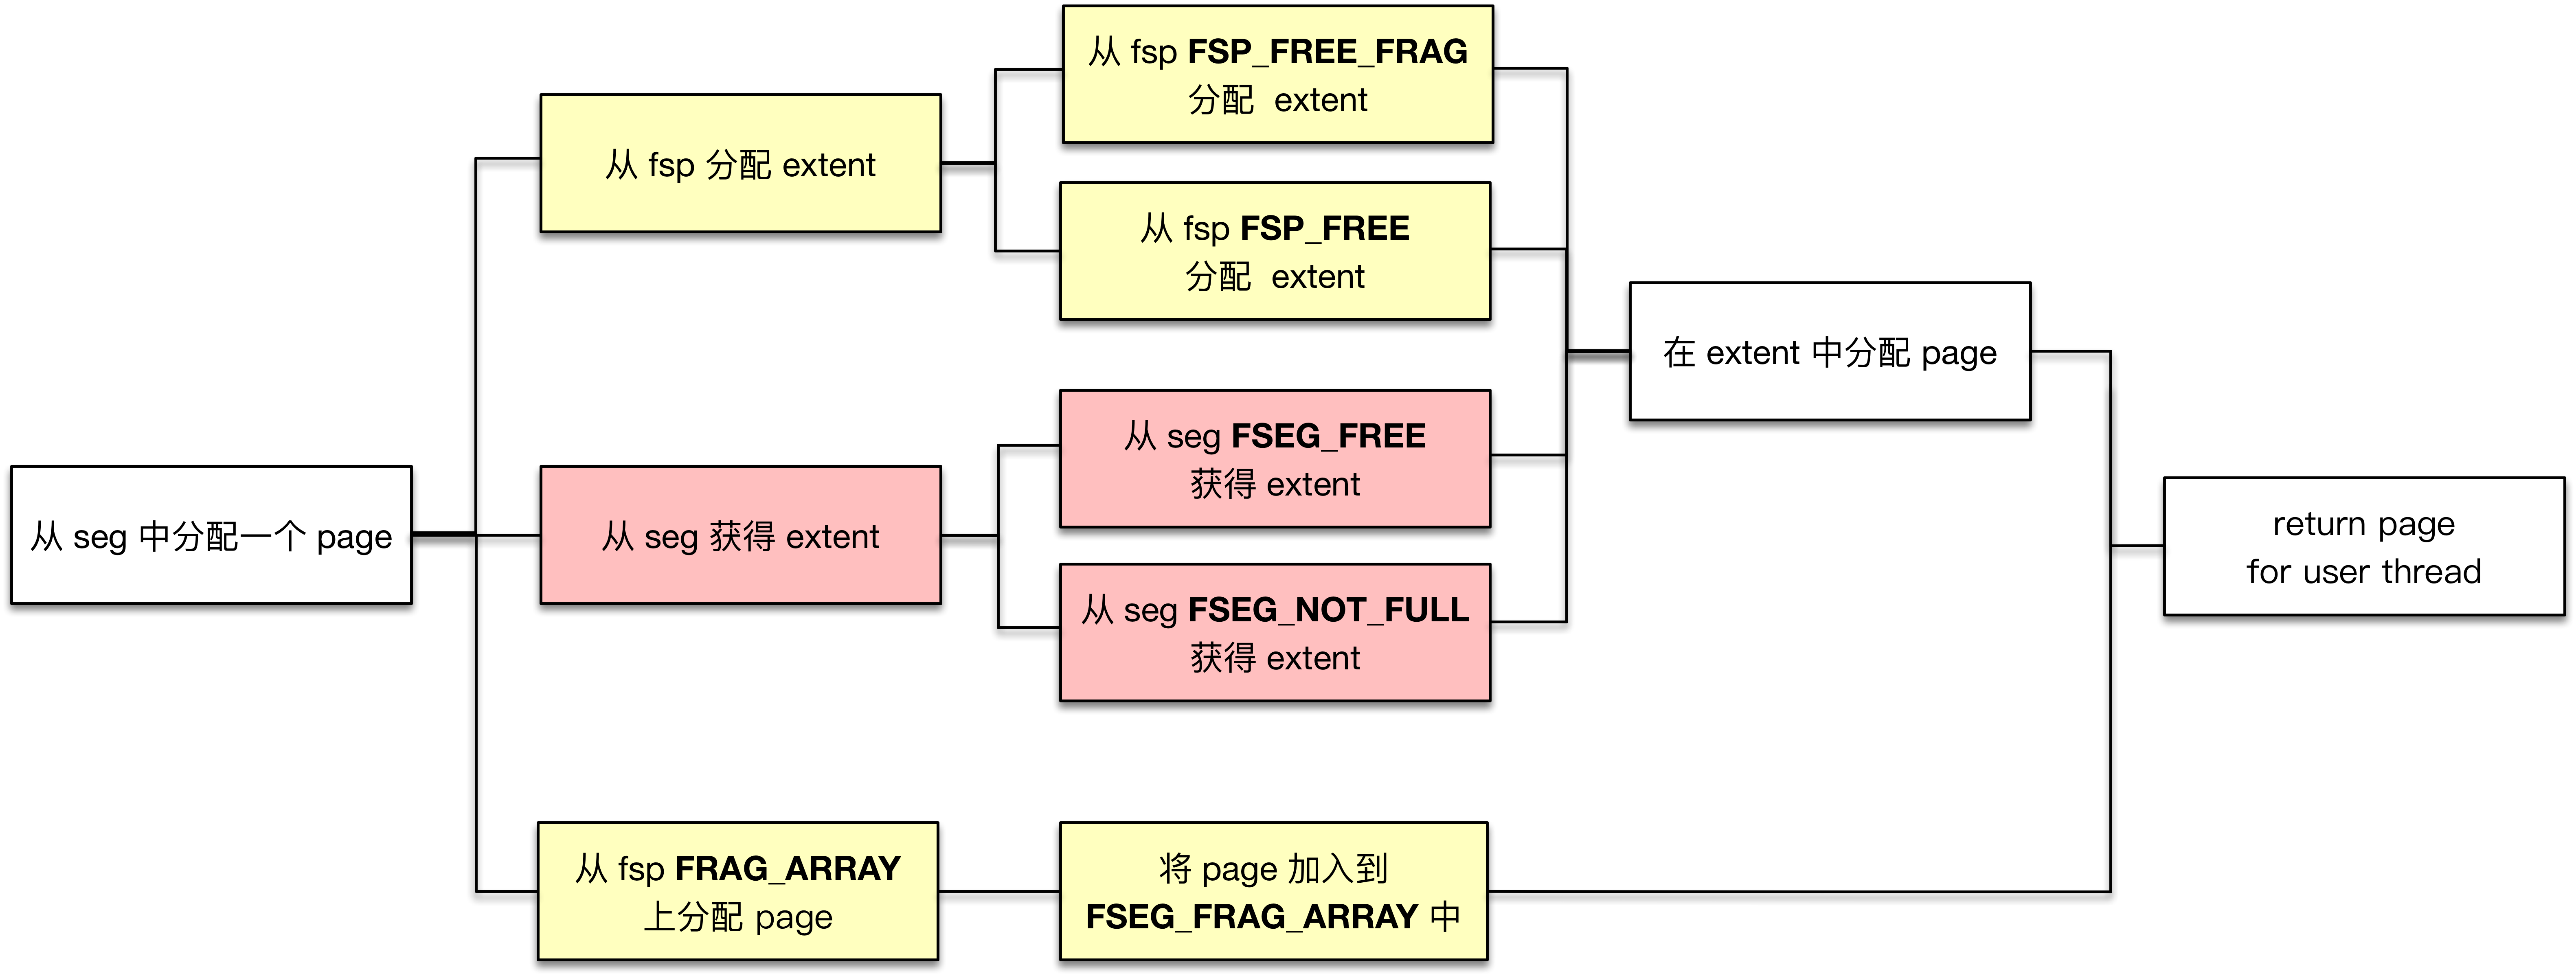 从 seg 中分配一个 page
从 fsp 分配 extent
从 fsp FSP_FREE_FRAG
分配 extent
从 fsp FSP_FREE
分配 extent
从 seg 获得 extent
从 seg FSEG_FREE
获得 extent
从 seg FSEG_NOT_FULL
获得 extent
在 extent 中分配 page
从 fsp FRAG_ARRAY
上分配 page
将 page 加入到
FSEG_FRAG_ARRAY 中
return page
for user thread